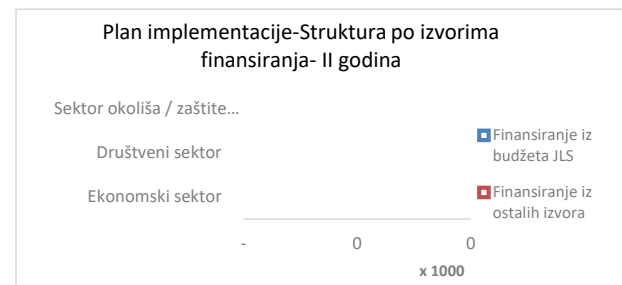 Plan implementacije-Struktura po izvorima
finansiranja- II godina
Sektor okoliša / zaštite…
Društveni sektor
Ekonomski sektor
Finansiranje iz
budžeta JLS
Finansiranje iz
ostalih izvora
- 0 0
x 1000